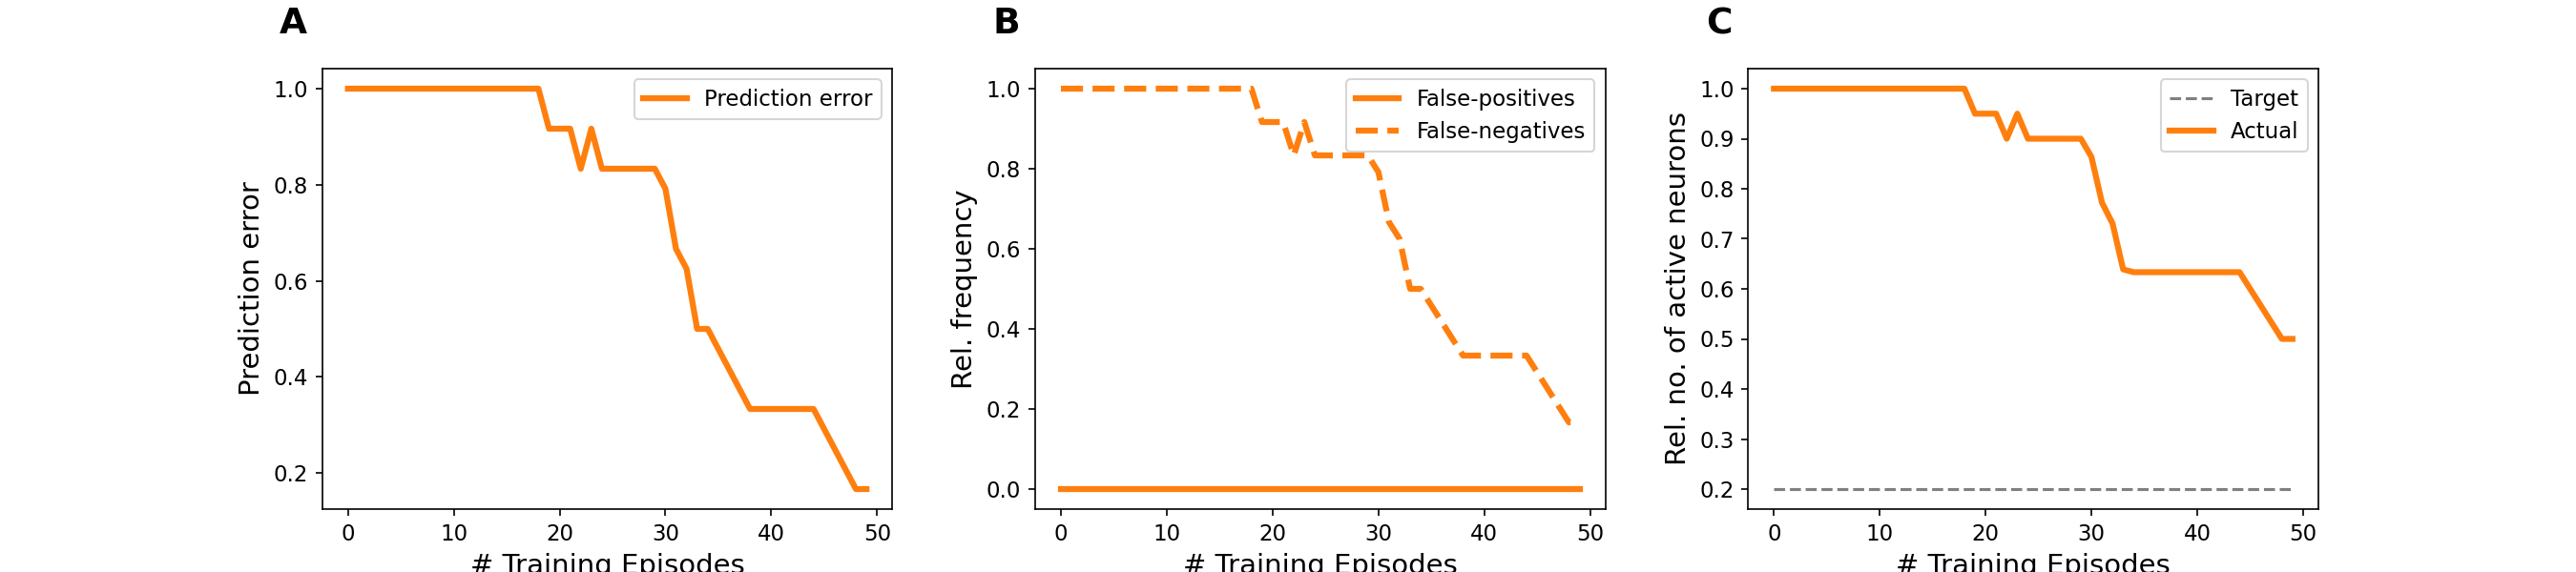 A
Prediction error
1.0
0.8
0.6
0.4
0.2
0 10 20 30 40 50
# Training Episodes
Prediction error
B
False-positives
False-negatives
1.0
0.8
0.6
0.4
0.2
0.0
0 10 20 30 40 50
# Training Episodes
Rel. frequency
C
Target
Actual
1.0
0.9
0.8
0.7
0.6
0.5
0.4
0.3
0.2
0 10 20 30 40 50
# Training Episodes
Rel. no. of active neurons